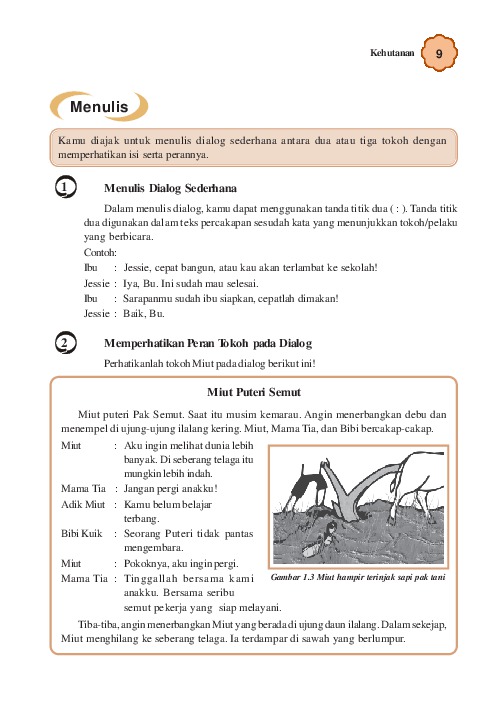 Kehutanan 9
Menulis
Kamu diajak untuk menulis dialog sederhana antara dua atau tiga tokoh dengan
memperhatikan isi serta perannya.
1 Menulis Dialog Sederhana
Dalam menulis dialog, kamu dapat menggunakan tanda titik dua ( : ). Tanda titik
dua digunakan dalam teks percakapan sesudah kata yang menunjukkan tokoh/pelaku
yang berbicara.
Contoh:
Ibu : Jessie, cepat bangun, atau kau akan terlambat ke sekolah!
Jessie : Iya, Bu. Ini sudah mau selesai.
Ibu : Sarapanmu sudah ibu siapkan, cepatlah dimakan!
Jessie : Baik, Bu.
2 Memperhatikan Peran Tokoh pada Dialog
Perhatikanlah tokoh Miut pada dialog berikut ini!
Miut Puteri Semut
Miut puteri Pak Semut. Saat itu musim kemarau. Angin menerbangkan debu dan
menempel di ujung-ujung ilalang kering. Miut, Mama Tia, dan Bibi bercakap-cakap.
Miut : Aku ingin melihat dunia lebih
banyak. Di seberang telaga itu
mungkin lebih indah.
Mama Tia : Jangan pergi anakku!
Adik Miut : Kamu belum belajar
terbang.
Bibi Kuik : Seorang Puteri tidak pantas
mengembara.
Miut : Pokoknya, aku ingin pergi.
Mama Tia : Tinggallah bersama kami
anakku. Bersama seribu
semut pekerja yang siap melayani.
Gambar 1.3 Miut hampir terinjak sapi pak tani
Tiba-tiba, angin menerbangkan Miut yang berada di ujung daun ilalang. Dalam sekejap,
Miut menghilang ke seberang telaga. Ia terdampar di sawah yang berlumpur.